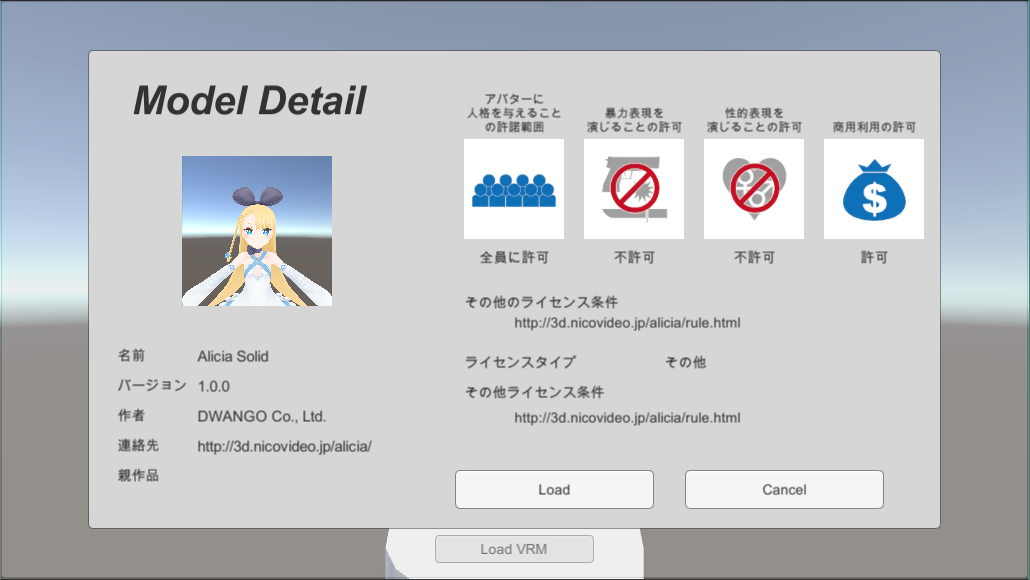 Model Detail
名前 Alicia Solid
バージョン 1.0.0
作者 DWANGO Co., Ltd.
連絡先 http://3d.nicovideo.jp/alicia/
親作品
アバターに
人格を与えること
の許諾範囲
全員に許可
暴力表現を
演じることの許可
不許可
性的表現を
演じることの許可
不許可
商用利用の許可
$
許可
その他のライセンス条件
http://3d.nicovideo.jp/alicia/rule.html
ライセンスタイプ その他
その他ライセンス条件
http://3d.nicovideo.jp/alicia/rule.html
Load Cancel
Load VRM